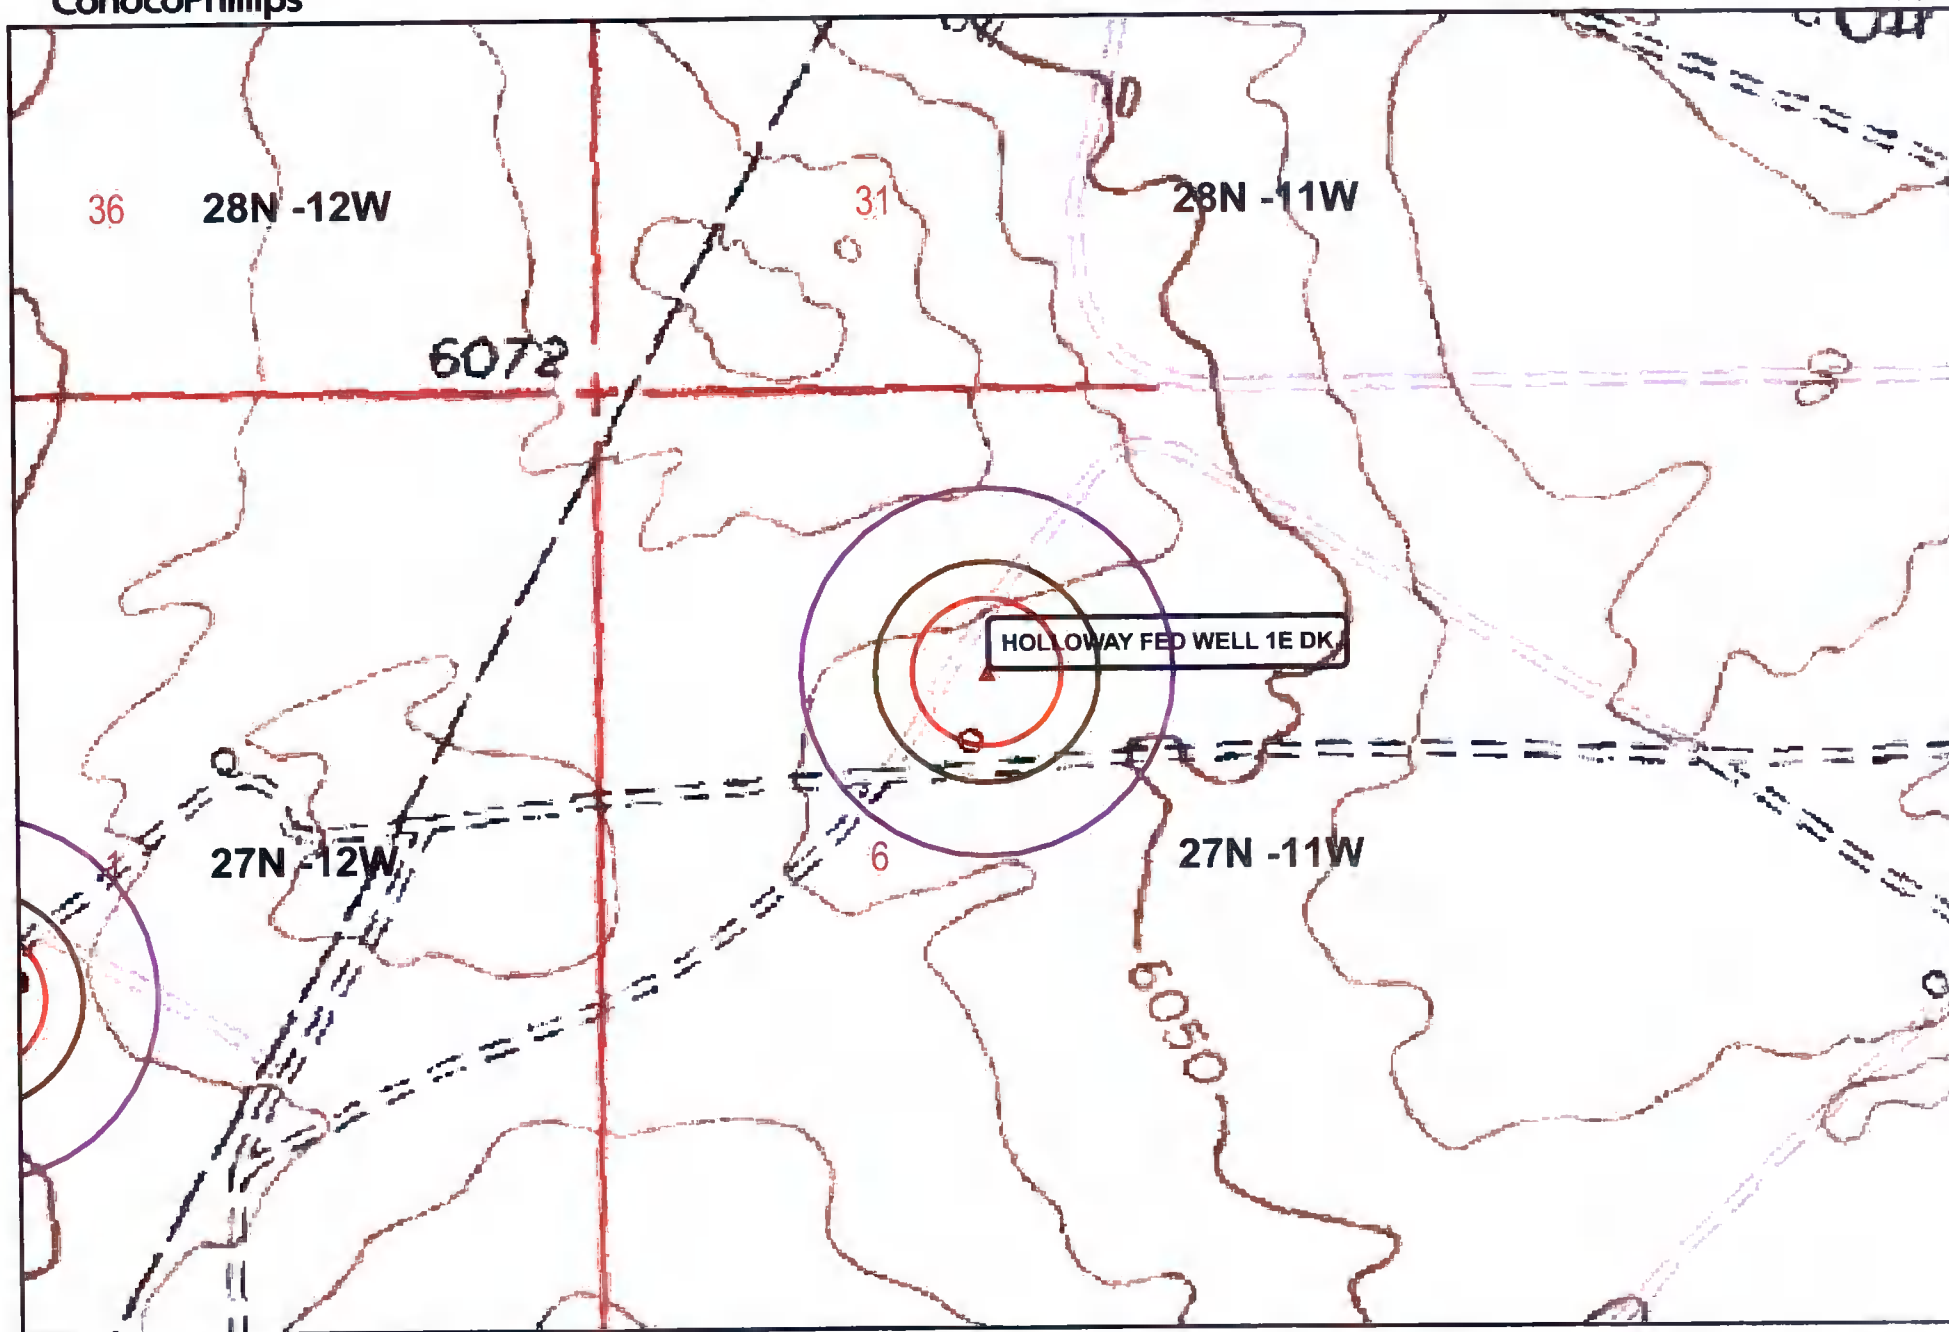 ConocoPhillips
36
28N -12W
31
28N -11W
6072
HOLLOWAY FED WELL 1E DK
1
27N -12W
6
27N -11W
6050